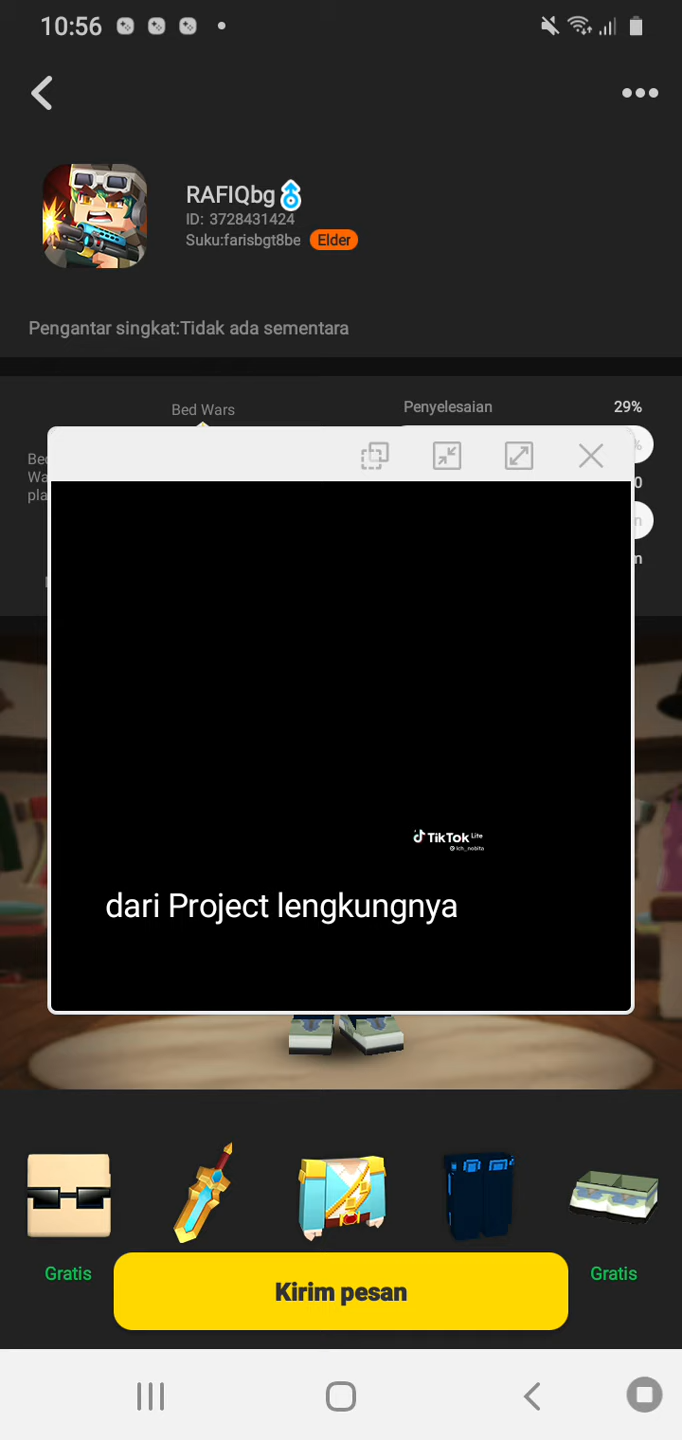 10:56
RAFIQbg
ID: 3728431424
Suku:farisbgt8be Elder
Pengantar singkat:Tidak ada sementara
Bed Wars
Penyelesaian 29%
TikTok Lite
dari Project lengkungnya
Gratis
Gratis
Kirim pesan